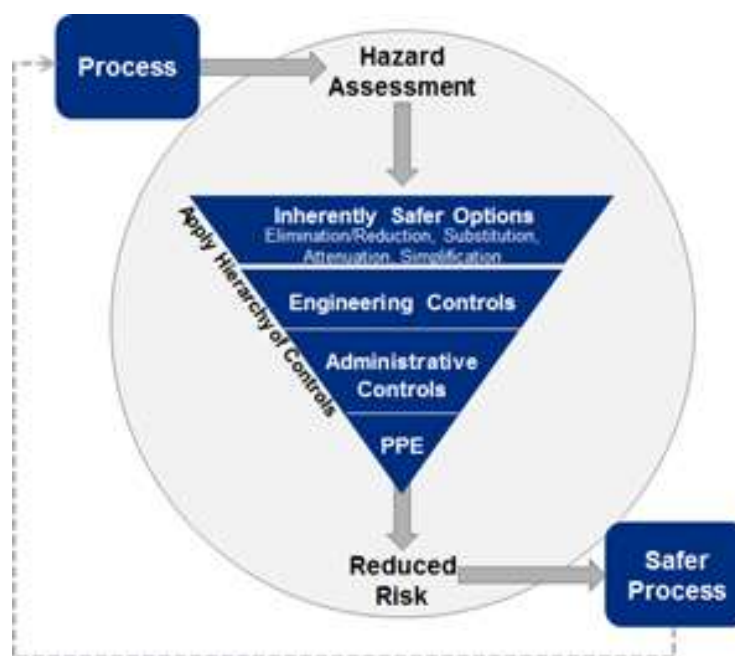 Process
Hazard
Assessment
Apply Hierarchy of Controls
Inherently Safer Options
Elimination/Reduction, Substitution,
Attenuation, Simplification
Engineering Controls
Administrative
Controls
PPE
Reduced
Risk
Safer
Process